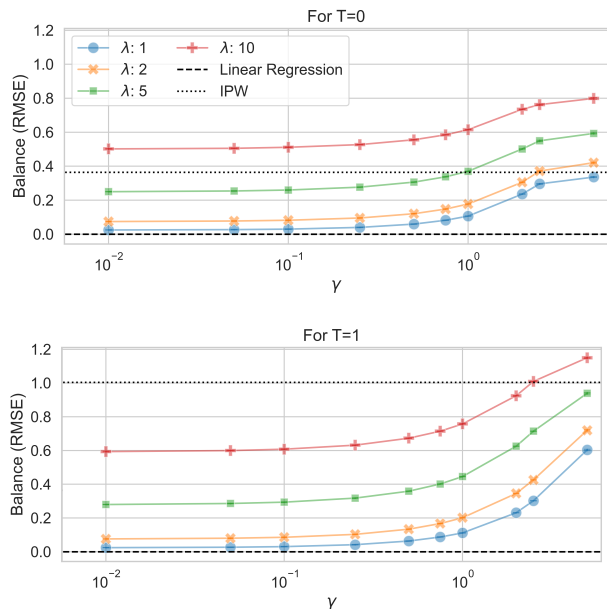 For T=0
1.2
1.0
0.8
0.6
0.4
0.2
0.0
Balance (RMSE)
λ: 1
λ: 2
λ: 5
λ: 10
Linear Regression
IPW
10⁻²
10⁻¹
10⁰
γ
For T=1
1.2
1.0
0.8
0.6
0.4
0.2
0.0
Balance (RMSE)
10⁻²
10⁻¹
10⁰
γ